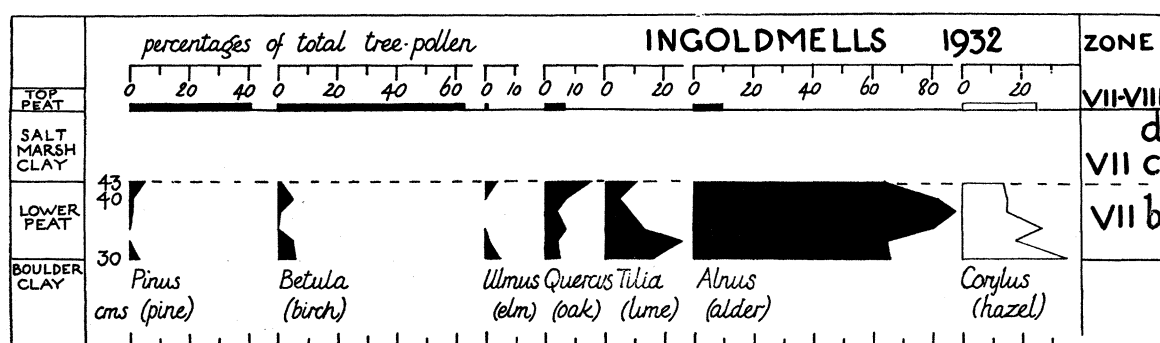 percentages of total tree-pollen INGOLDMELLS 1932 ZONE
0 20 40 60 0 20 40 60 0 10 0 0 20 0 20 40 60 80 0 20
TOP
PEAT
VII-VIII
SALT
MARSH
CLAY
d
VII c
43
40
LOWER
PEAT
VII b
30
BOULDER
CLAY
Pinus Betula Ulmus Quercus Tilia Alnus Corylus
cms (pine) (birch) (elm) (oak) (lime) (alder) (hazel)